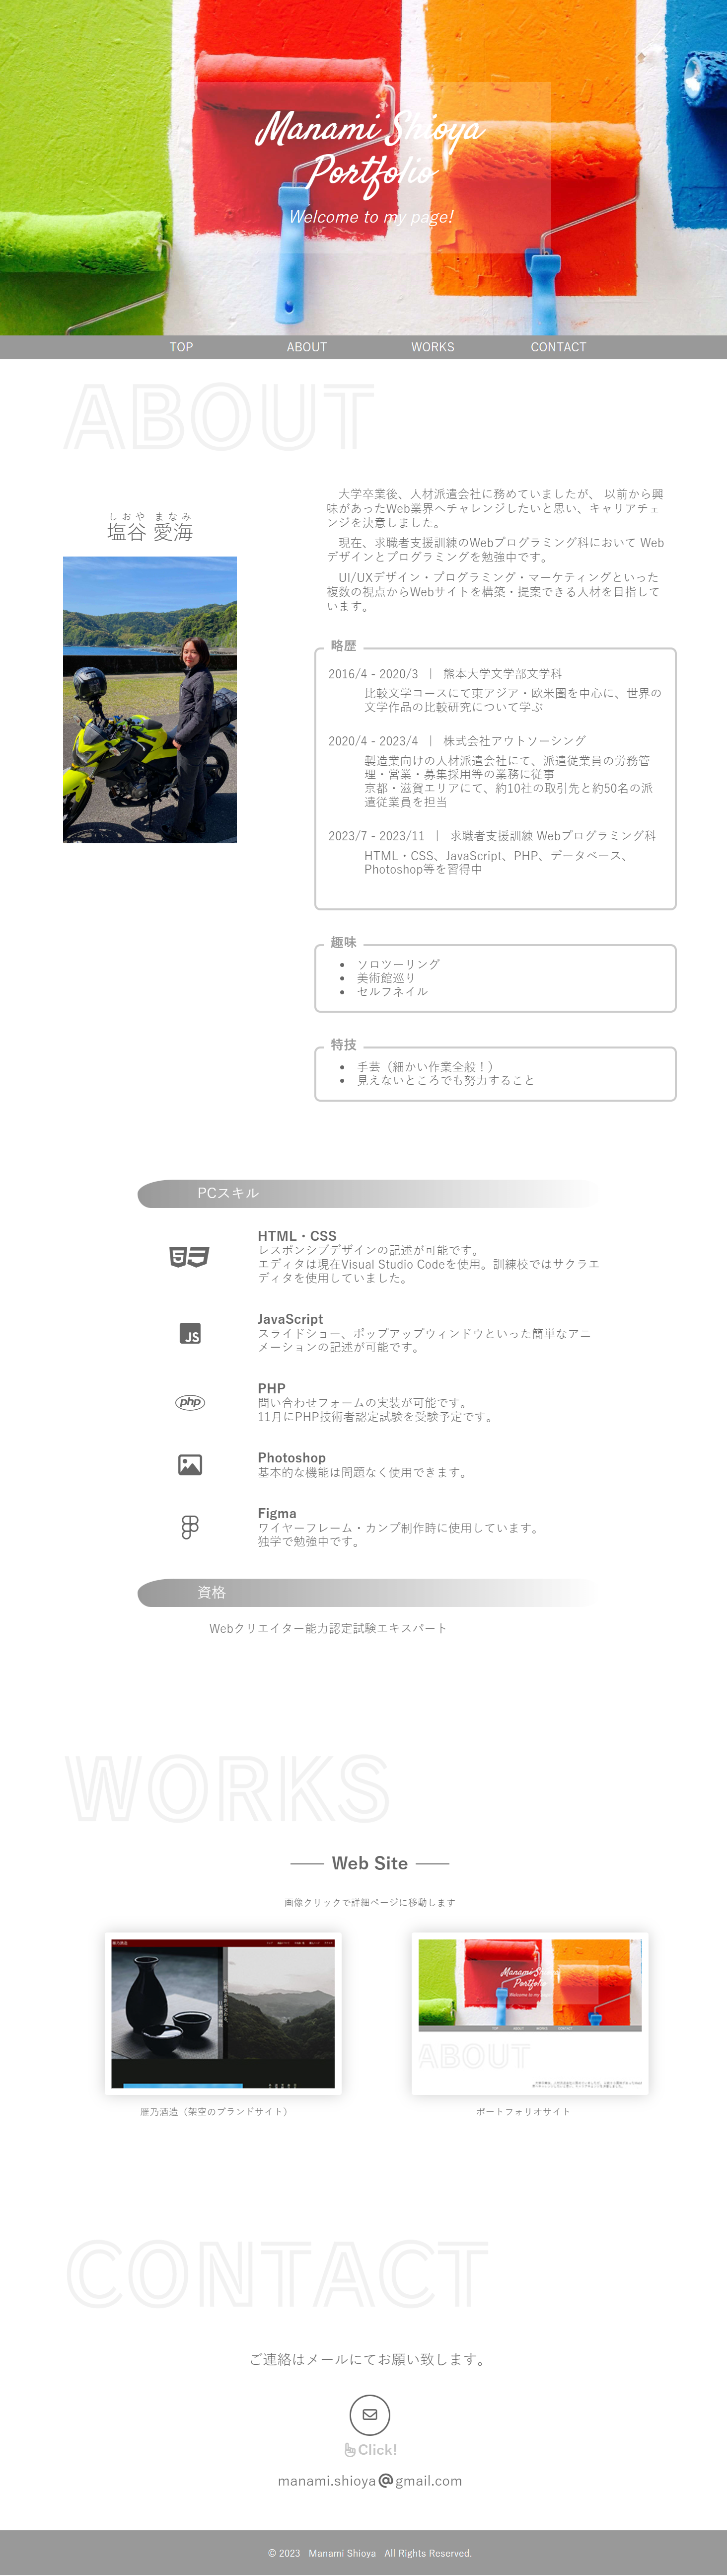 Manami Shioya
Portfolio
Welcome to my page!
TOP
ABOUT
WORKS
CONTACT
ABOUT
しおや まなみ
塩谷 愛海
大学卒業後、人材派遣会社に務めていましたが、 以前から興
味があったWeb業界へチャレンジしたいと思い、キャリアチェ
ンジを決意しました。
現在、求職者支援訓練のWebプログラミング科において Web
デザインとプログラミングを勉強中です。
UI/UXデザイン・プログラミング・マーケティングといった
複数の視点からWebサイトを構築・提案できる人材を目指して
います。
略歴
2016/4 - 2020/3 ｜ 熊本大学文学部文学科
比較文学コースにて東アジア・欧米圏を中心に、世界の
文学作品の比較研究について学ぶ
2020/4 - 2023/4 ｜ 株式会社アウトソーシング
製造業向けの人材派遣会社にて、派遣従業員の労務管
理・営業・募集採用等の業務に従事
京都・滋賀エリアにて、約10社の取引先と約50名の派
遣従業員を担当
2023/7 - 2023/11 ｜ 求職者支援訓練 Webプログラミング科
HTML・CSS、JavaScript、PHP、データベース、
Photoshop等を習得中
趣味
• ソロツーリング
• 美術館巡り
• セルフネイル
特技
• 手芸（細かい作業全般！）
• 見えないところでも努力すること
PCスキル
HTML・CSS
レスポンシブデザインの記述が可能です。
エディタは現在Visual Studio Codeを使用。訓練校ではサクラエ
ディタを使用していました。
JS
JavaScript
スライドショー、ポップアップウィンドウといった簡単なアニ
メーションの記述が可能です。
php
PHP
問い合わせフォームの実装が可能です。
11月にPHP技術者認定試験を受験予定です。
Photoshop
基本的な機能は問題なく使用できます。
Figma
ワイヤーフレーム・カンプ制作時に使用しています。
独学で勉強中です。
資格
Webクリエイター能力認定試験エキスパート
WORKS
Web Site
画像クリックで詳細ページに移動します
Manami Shioya
Portfolio
Welcome to my
ABOUT
雁乃酒造（架空のブランドサイト）
ポートフォリオサイト
CONTACT
ご連絡はメールにてお願い致します。
Click!
manami.shioya@gmail.com
© 2023 Manami Shioya All Rights Reserved.